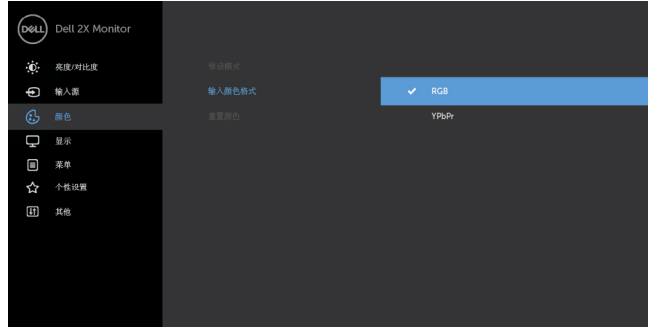 DELL Dell 2X Monitor
亮度/对比度
预设模式
输入源
输入颜色格式
RGB
颜色
重置颜色
YPbPr
显示
菜单
个性设置
其他